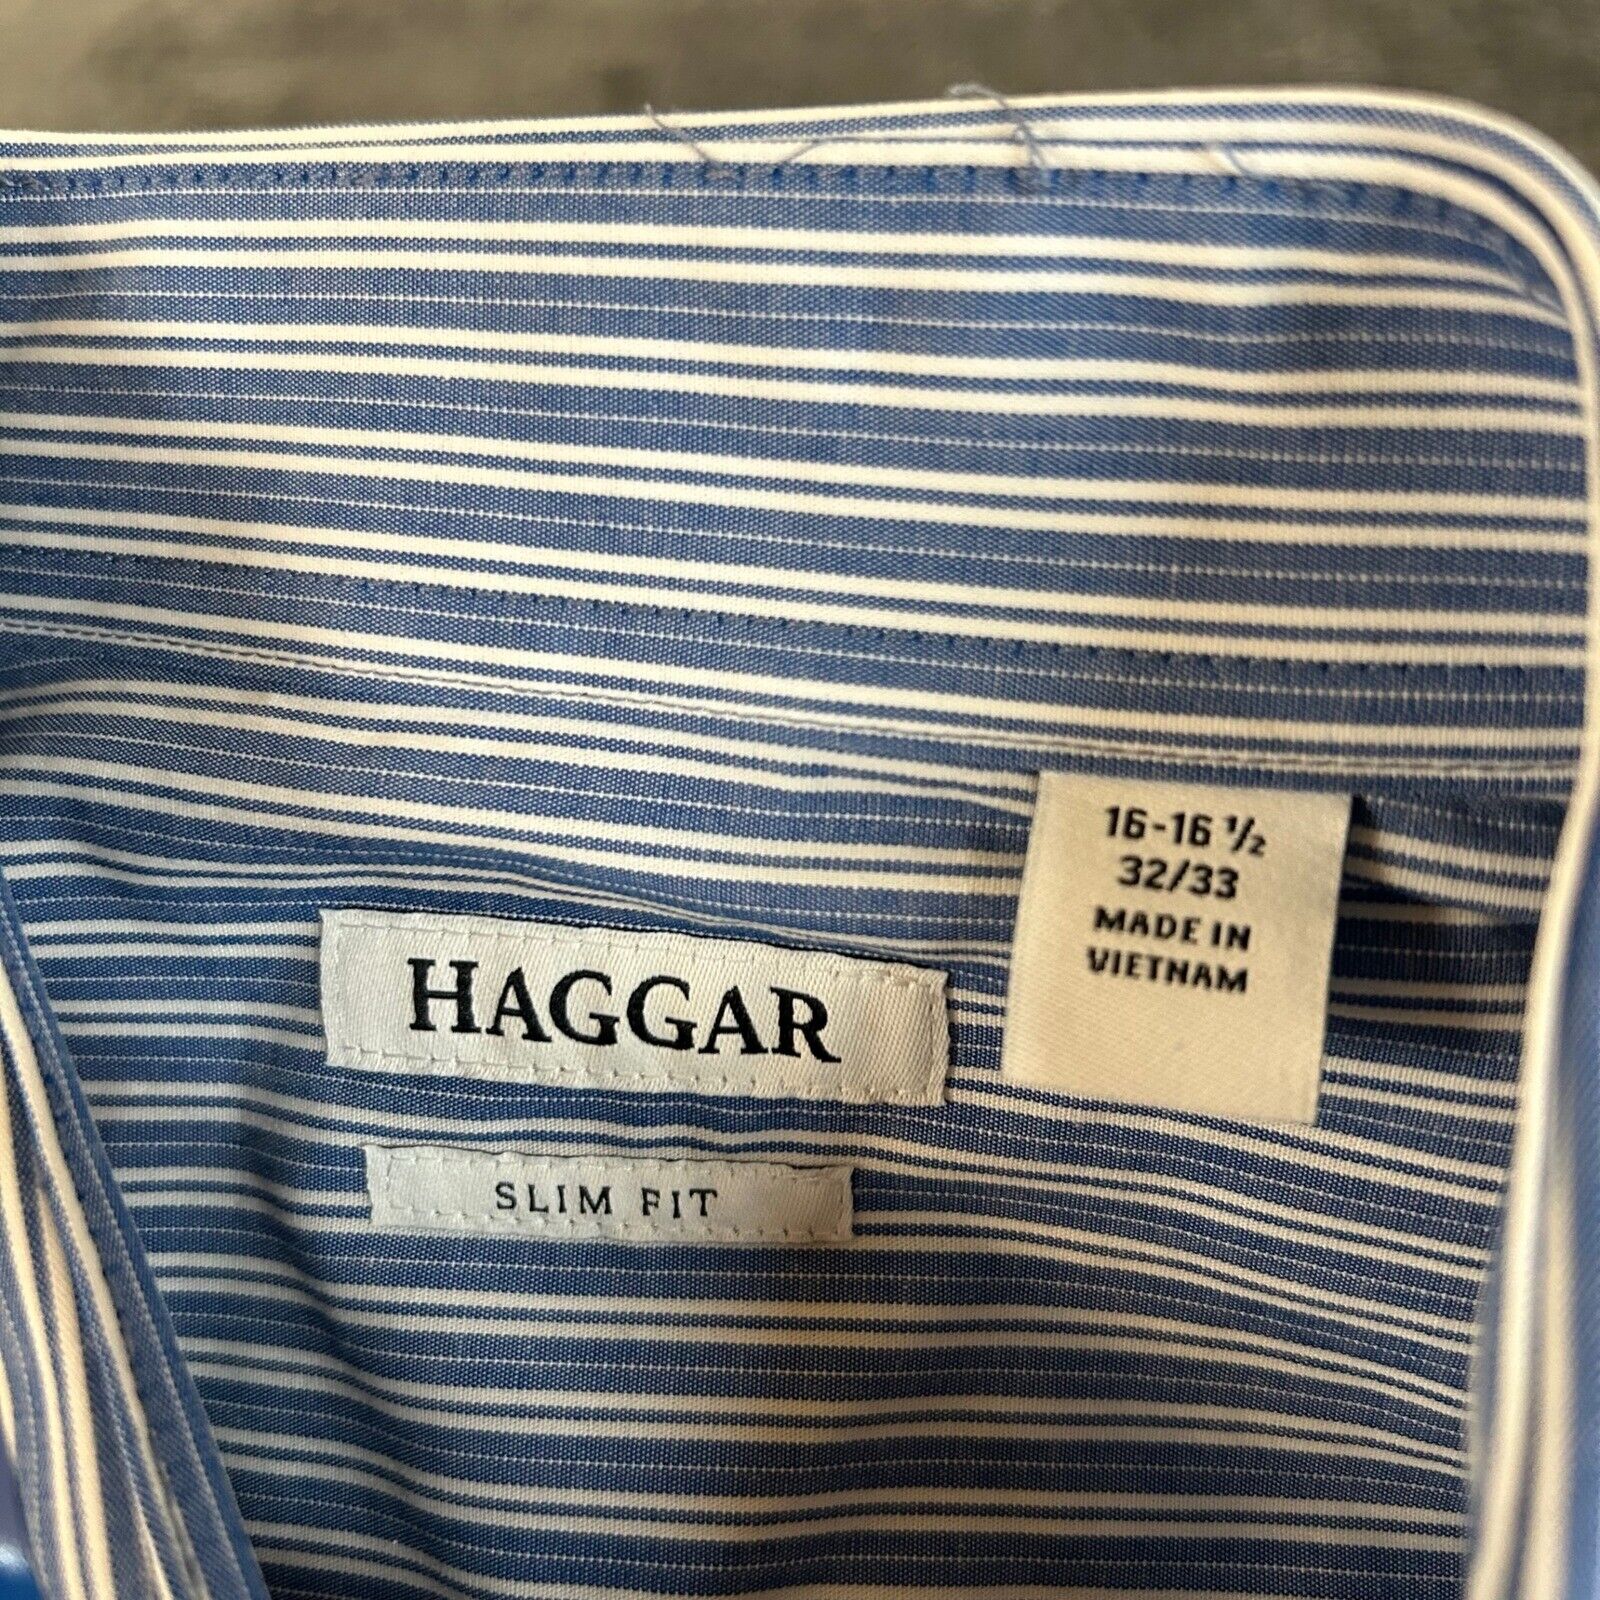 16-16 ½
32/33
MADE IN
VIETNAM
HAGGAR
SLIM FIT